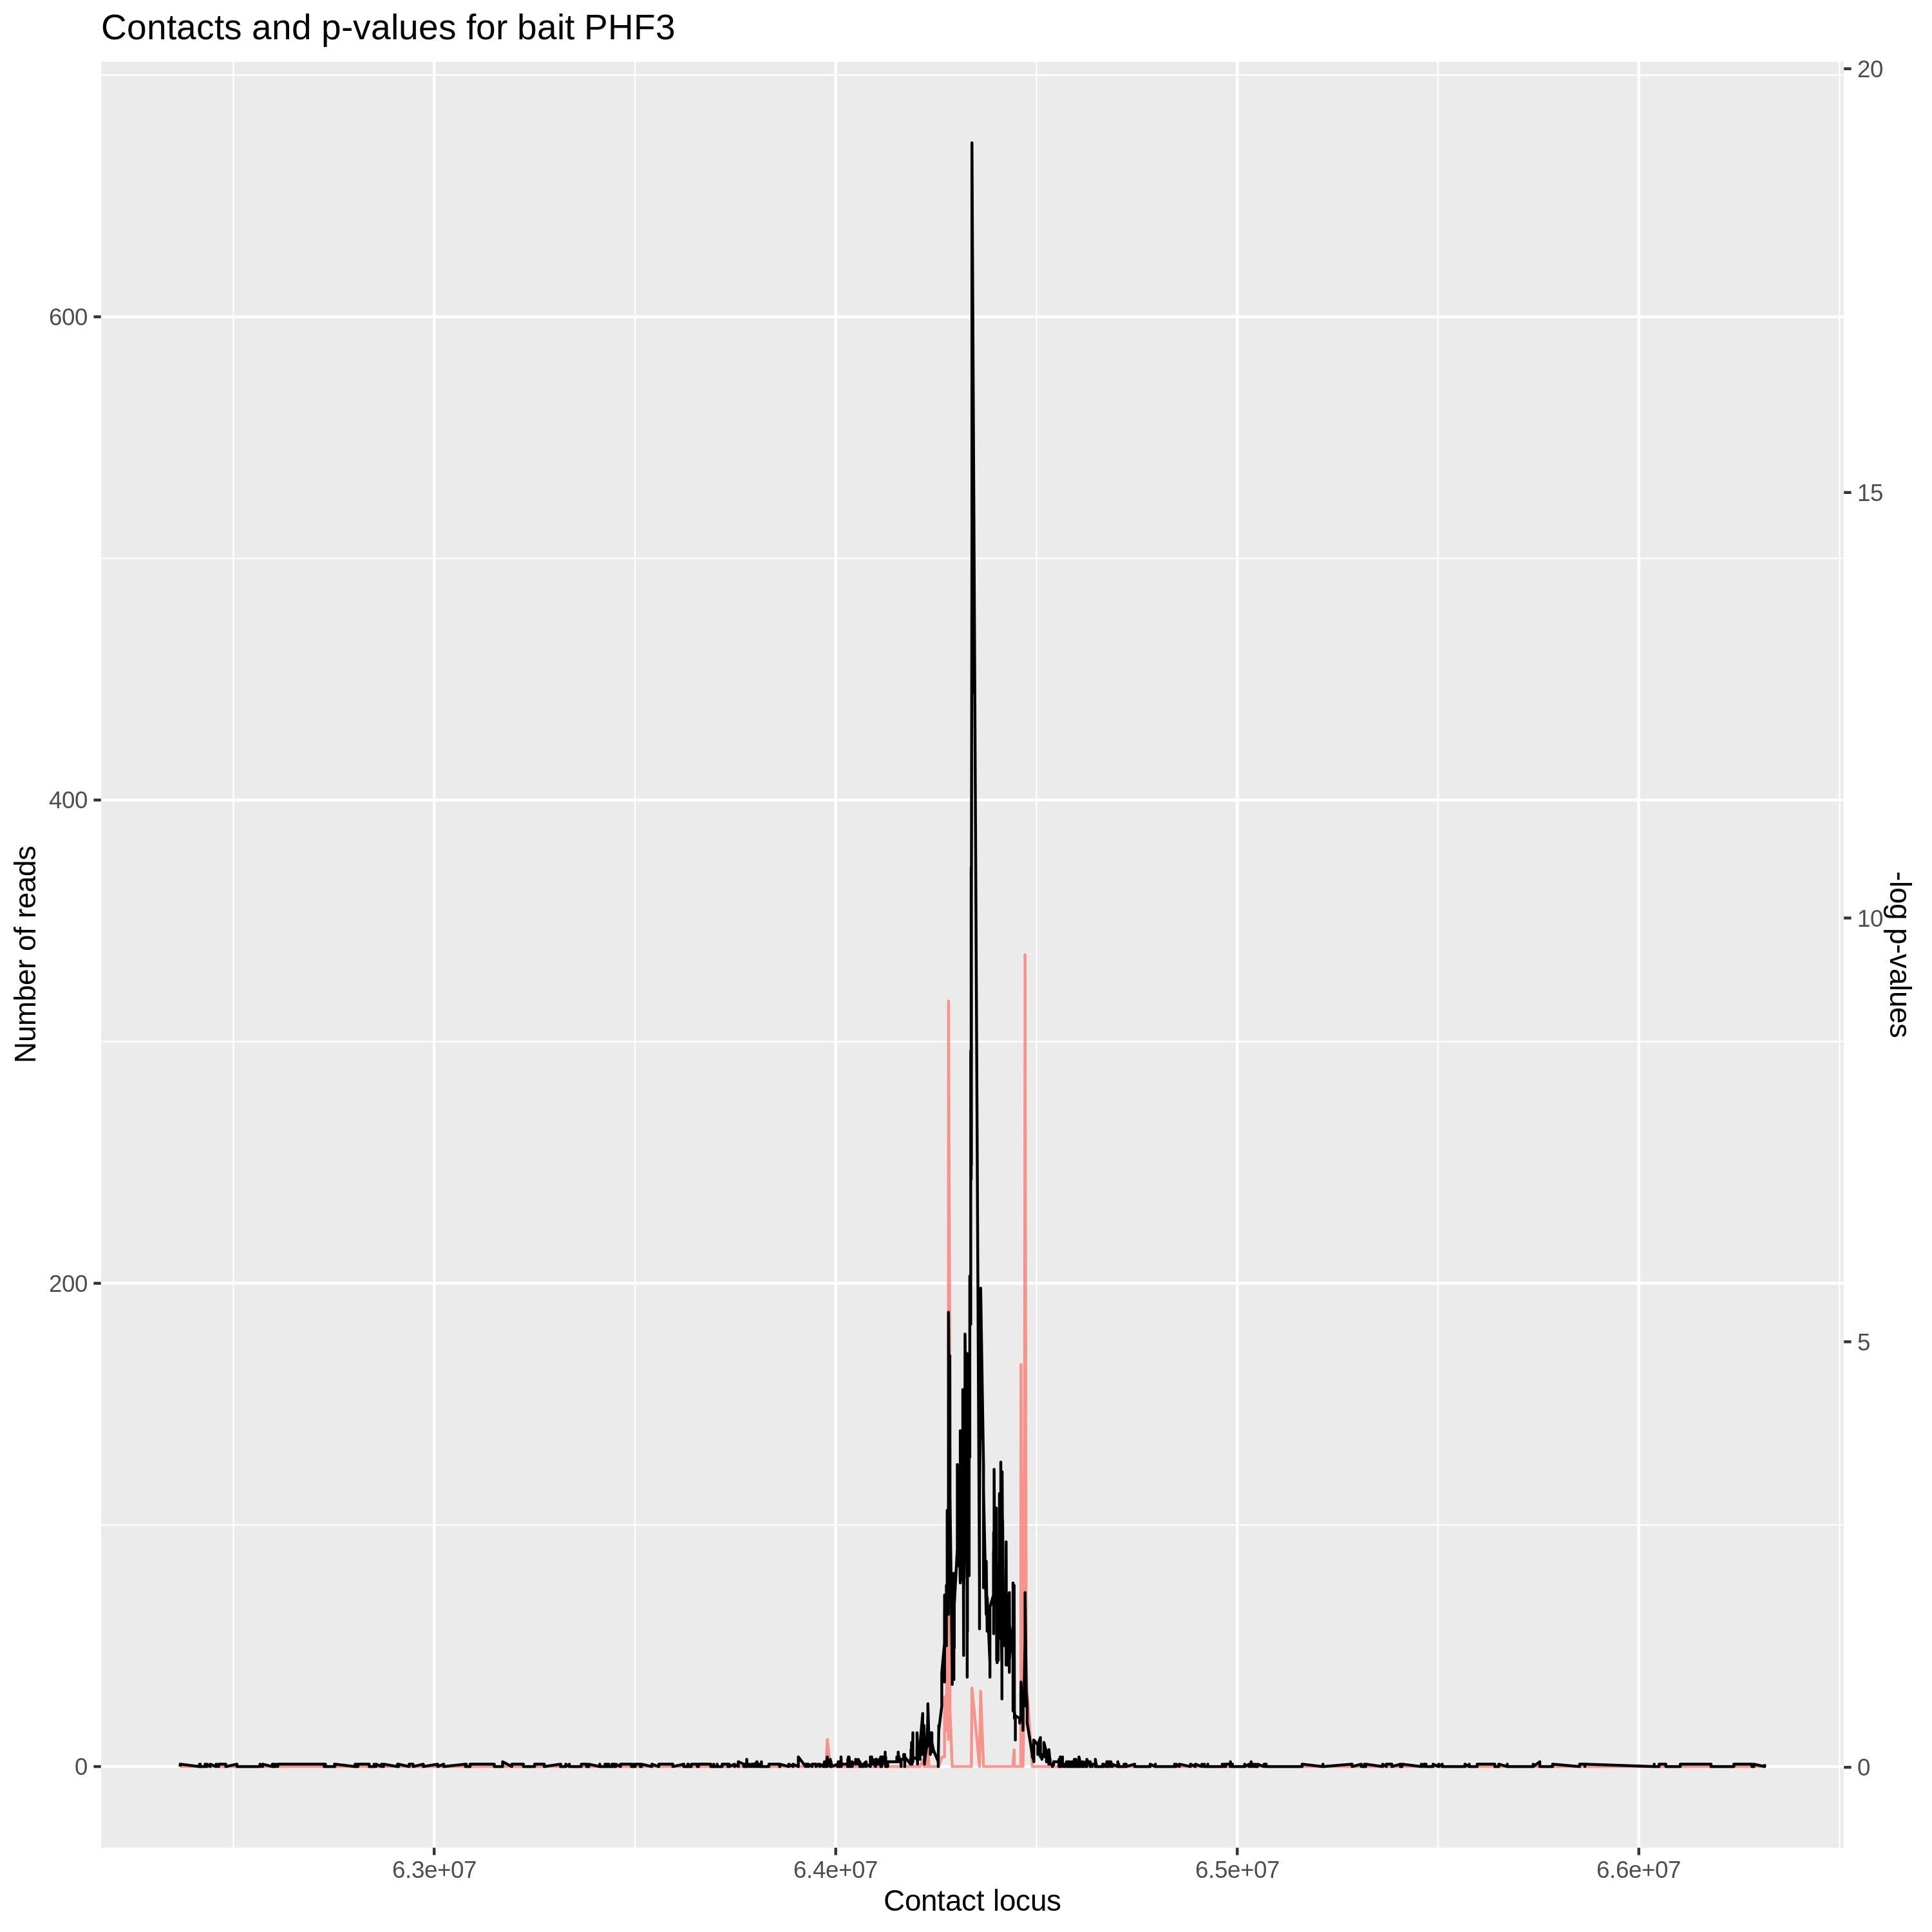 Contacts and p-values for bait PHF3
20
600
15
400
10
200
5
0
0
Number of reads
-log p-values
6.3e+07
6.4e+07
6.5e+07
6.6e+07
Contact locus